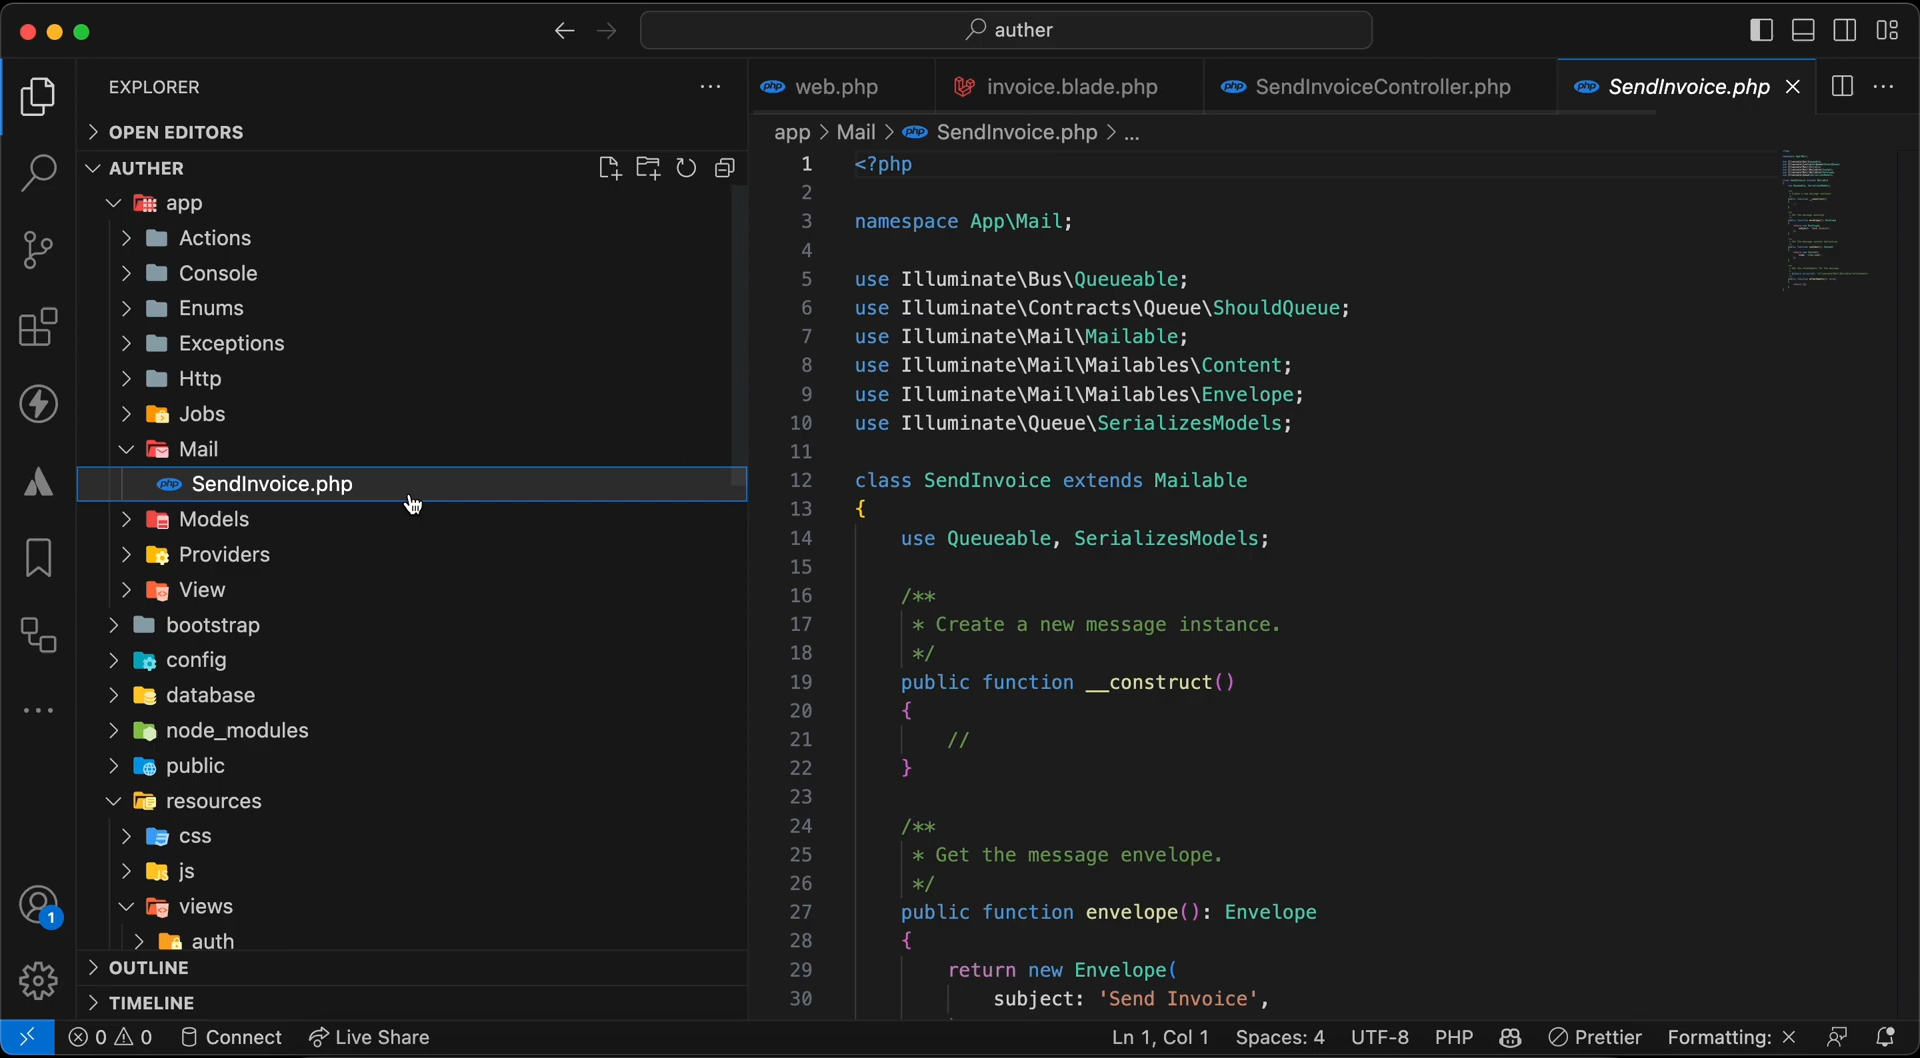 auther
EXPLORER
OPEN EDITORS
AUTHER
app
Actions
Console
Enums
Exceptions
Http
Jobs
Mail
SendInvoice.php
Models
Providers
View
bootstrap
config
database
node_modules
public
resources
css
js
views
auth
OUTLINE
TIMELINE
1
web.php
invoice.blade.php
SendInvoiceController.php
SendInvoice.php
app > Mail > php SendInvoice.php > ...
1 <?php
2
3 namespace App\Mail;
4
5 use Illuminate\Bus\Queueable;
6 use Illuminate\Contracts\Queue\ShouldQueue;
7 use Illuminate\Mail\Mailable;
8 use Illuminate\Mail\Mailables\Content;
9 use Illuminate\Mail\Mailables\Envelope;
10 use Illuminate\Queue\SerializesModels;
11
12 class SendInvoice extends Mailable
13 {
14 use Queueable, SerializesModels;
15
16 /**
17 * Create a new message instance.
18 */
19 public function __construct()
20 {
21 //
22 }
23
24 /**
25 * Get the message envelope.
26 */
27 public function envelope(): Envelope
28 {
29 return new Envelope(
30 subject: 'Send Invoice',
0 0 Connect Live Share Ln 1, Col 1 Spaces: 4 UTF-8 PHP Prettier Formatting: ×